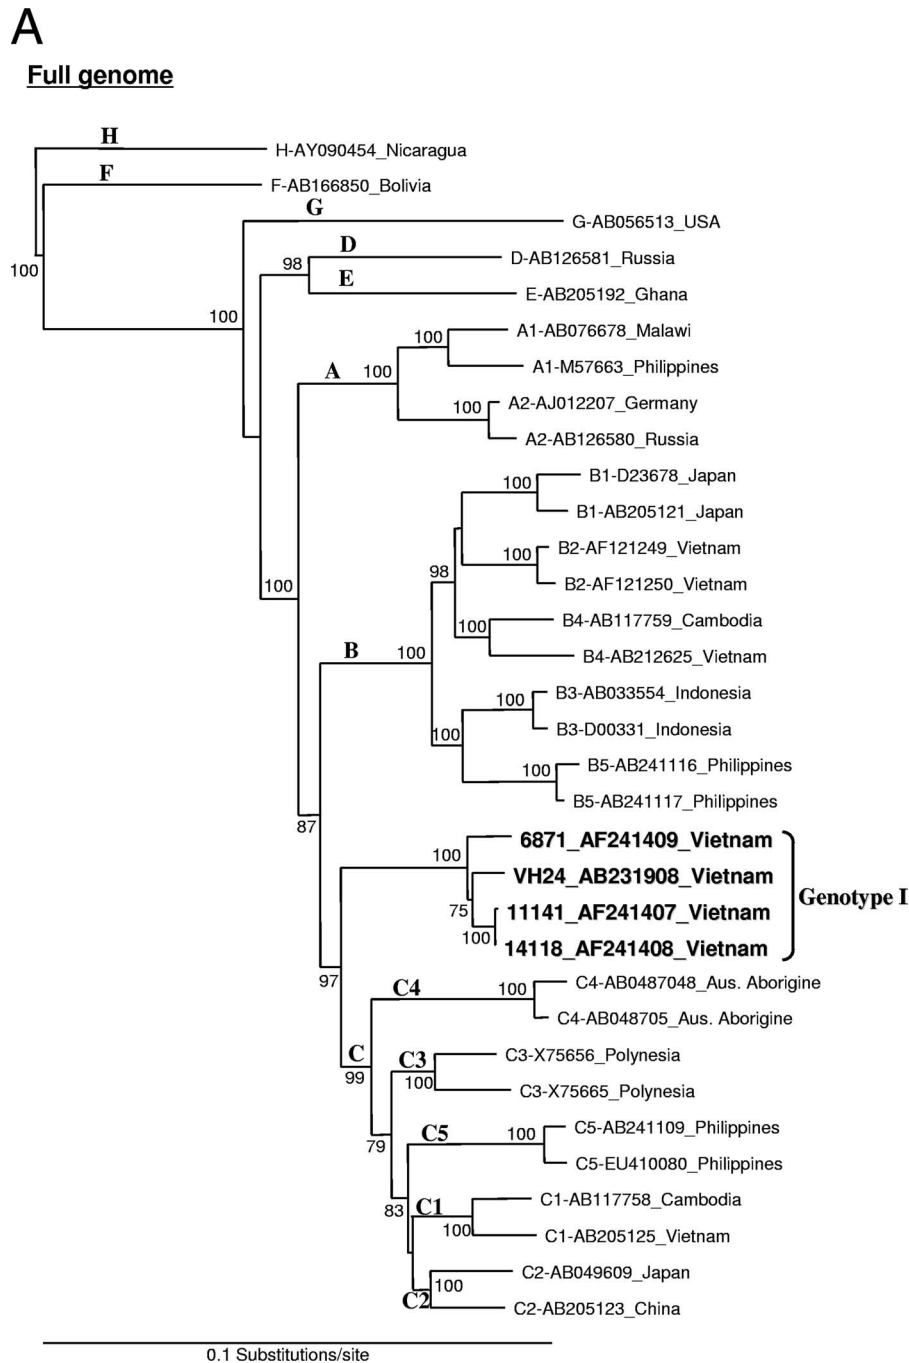 A
Full genome
H
H-AY090454_Nicaragua
F
F-AB166850_Bolivia
G
G-AB056513_USA
D
98
D-AB126581_Russia
100
E
E-AB205192_Ghana
100
100
A1-AB076678_Malawi
A
100
A1-M57663_Philippines
100
A2-AJ012207_Germany
A2-AB126580_Russia
100
B1-D23678_Japan
B1-AB205121_Japan
100
B2-AF121249_Vietnam
98
B2-AF121250_Vietnam
100
100
B4-AB117759_Cambodia
B
100
B4-AB212625_Vietnam
100
B3-AB033554_Indonesia
100
B3-D00331_Indonesia
100
B5-AB241116_Philippines
B5-AB241117_Philippines
87
6871_AF241409_Vietnam
100
VH24_AB231908_Vietnam
Genotype I
75
11141_AF241407_Vietnam
100
14118_AF241408_Vietnam
97
C4
100
C4-AB0487048_Aus. Aborigine
C4-AB048705_Aus. Aborigine
C
99
C3
100
C3-X75656_Polynesia
C3-X75665_Polynesia
79
C5
100
C5-AB241109_Philippines
C5-EU410080_Philippines
83
C1
100
C1-AB117758_Cambodia
C1-AB205125_Vietnam
C2
100
C2-AB049609_Japan
C2-AB205123_China
0.1 Substitutions/site